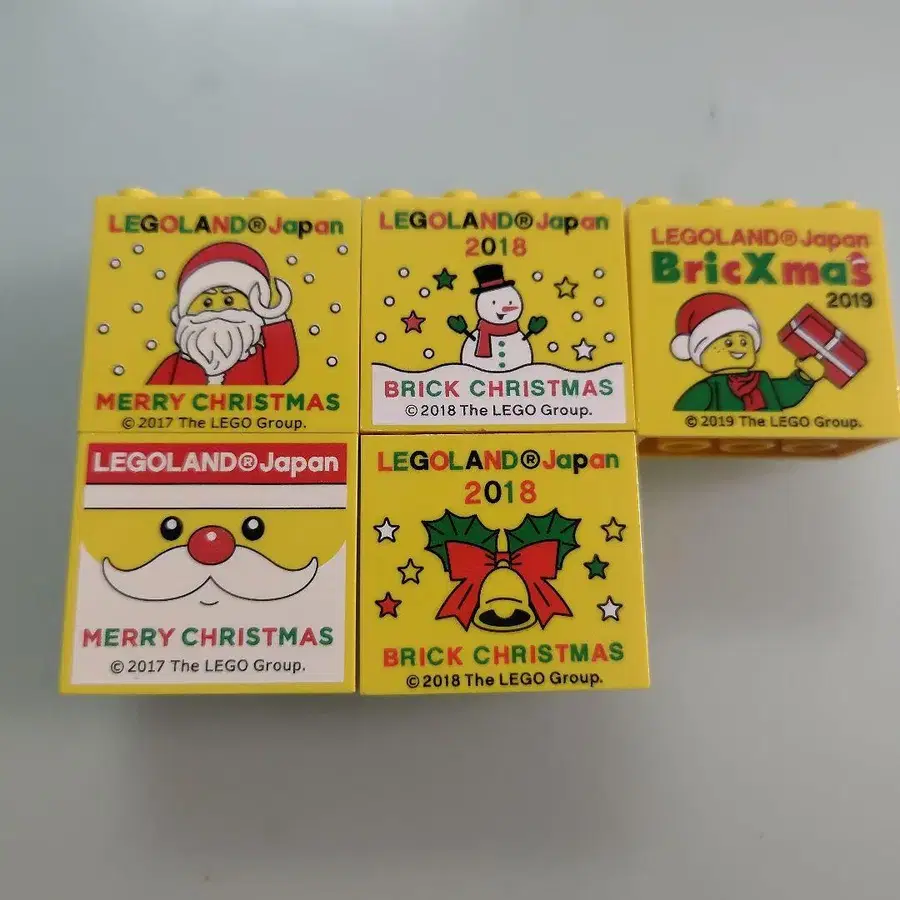 LEGOLAND® Japan
MERRY CHRISTMAS
© 2017 The LEGO Group.
LEGOLAND® Japan
2018
BRICK CHRISTMAS
© 2018 The LEGO Group.
LEGOLAND® Japan
BricXmas
2019
© 2019 The LEGO Group.
LEGOLAND® Japan
MERRY CHRISTMAS
© 2017 The LEGO Group.
LEGOLAND® Japan
2018
BRICK CHRISTMAS
© 2018 The LEGO Group.